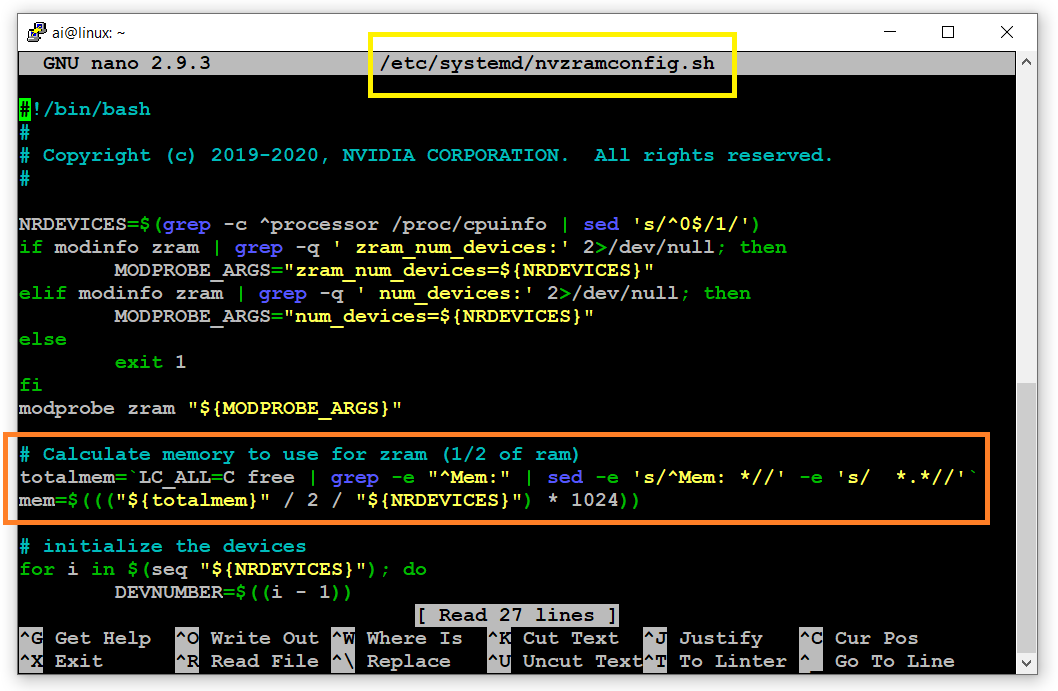 ai@linux: ~
GNU nano 2.9.3 /etc/systemd/nvzramconfig.sh
#!/bin/bash
#
# Copyright (c) 2019-2020, NVIDIA CORPORATION.  All rights reserved.
#
NRDEVICES=$(grep -c ^processor /proc/cpuinfo | sed 's/^0$/1/')
if modinfo zram | grep -q ' zram_num_devices:' 2>/dev/null; then
        MODPROBE_ARGS="zram_num_devices=${NRDEVICES}"
elif modinfo zram | grep -q ' num_devices:' 2>/dev/null; then
        MODPROBE_ARGS="num_devices=${NRDEVICES}"
else
        exit 1
fi
modprobe zram "${MODPROBE_ARGS}"
# Calculate memory to use for zram (1/2 of ram)
totalmem=`LC_ALL=C free | grep -e "^Mem:" | sed -e 's/^Mem: *//' -e 's/  *.*//'`
mem=$((("${totalmem}" / 2 / "${NRDEVICES}") * 1024))
# initialize the devices
for i in $(seq "${NRDEVICES}"); do
        DEVNUMBER=$((i - 1))
[ Read 27 lines ]
^G Get Help ^O Write Out ^W Where Is ^K Cut Text ^J Justify ^C Cur Pos
^X Exit ^R Read File ^\ Replace ^U Uncut Text ^T To Linter ^_ Go To Line